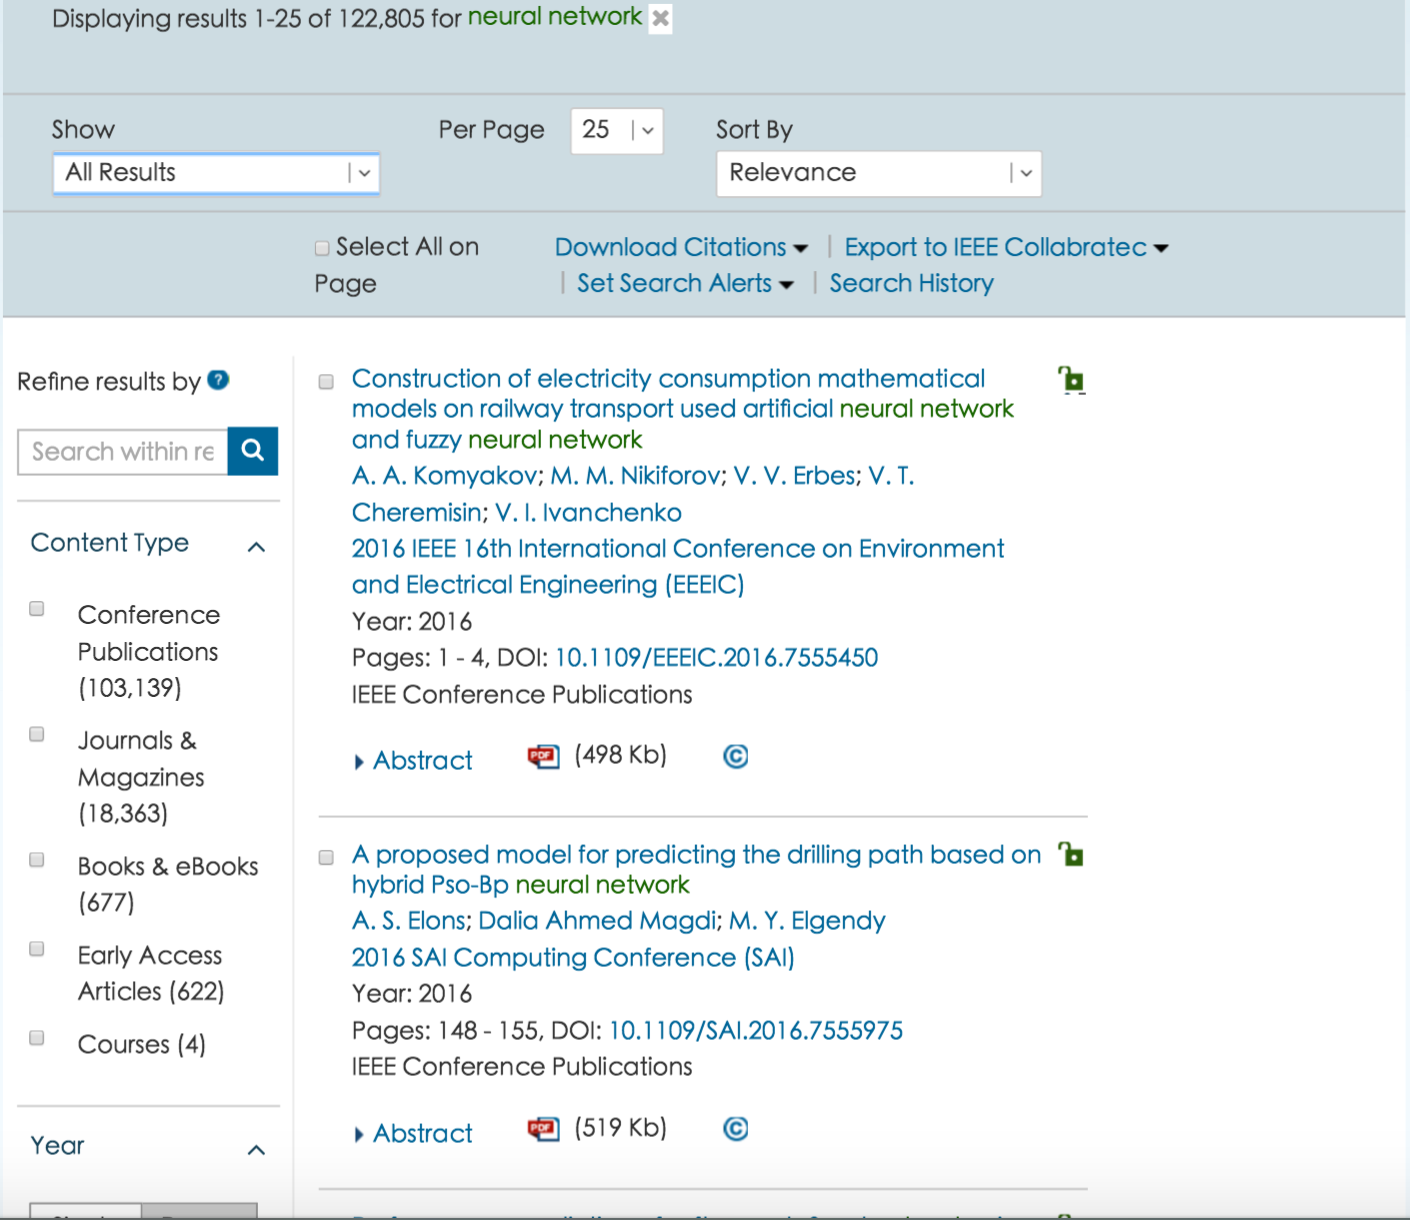 Displaying results 1-25 of 122,805 for neural network
Show
Per Page
25
Sort By
All Results
Relevance
Select All on
Page
Download Citations | Export to IEEE Collabratec
| Set Search Alerts | Search History
Refine results by ?
Search within re
Content Type
Conference
Publications
(103,139)
Journals &
Magazines
(18,363)
Books & eBooks
(677)
Early Access
Articles (622)
Courses (4)
Year
Construction of electricity consumption mathematical
models on railway transport used artificial neural network
and fuzzy neural network
A. A. Komyakov; M. M. Nikiforov; V. V. Erbes; V. T.
Cheremisin; V. I. Ivanchenko
2016 IEEE 16th International Conference on Environment
and Electrical Engineering (EEEIC)
Year: 2016
Pages: 1 - 4, DOI: 10.1109/EEEIC.2016.7555450
IEEE Conference Publications
Abstract PDF (498 Kb) ©
A proposed model for predicting the drilling path based on
hybrid Pso-Bp neural network
A. S. Elons; Dalia Ahmed Magdi; M. Y. Elgendy
2016 SAI Computing Conference (SAI)
Year: 2016
Pages: 148 - 155, DOI: 10.1109/SAI.2016.7555975
IEEE Conference Publications
Abstract PDF (519 Kb) ©